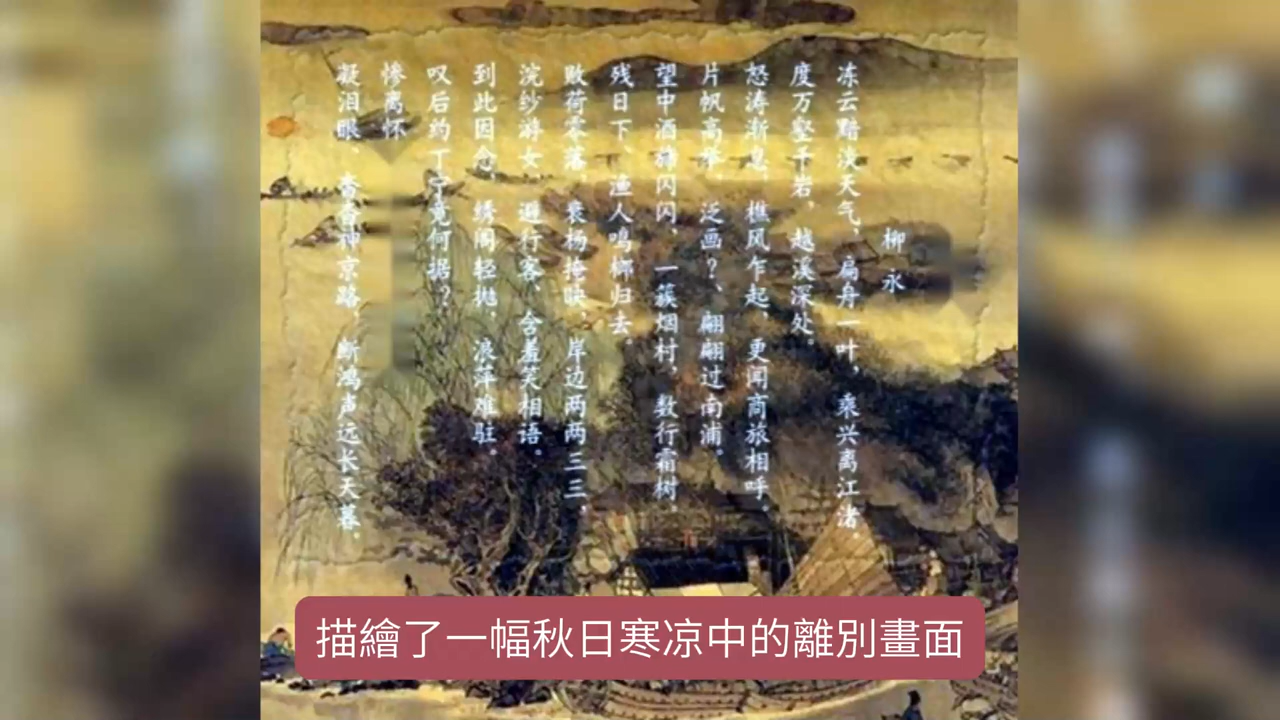 柳永
冻云黯淡天气、扁舟一叶，乘兴离江渚。
度万壑千岩，越溪深处。
怒涛渐息，樵风乍起，更闻商旅相呼。
片帆高举。泛画？、翩翩过南浦。
望中酒旆闪闪、一簇烟村，数行霜树。
残日下、渔人鸣榔归去。
败荷零落，衰杨掩映，岸边两两三三，
浣纱游女、避行客、含羞笑相语。
到此因念，绣阁轻抛，浪萍难驻。
叹后约丁宁竟何据？
惨离怀
凝泪眼、杳杳神京路，断鸿声远长天暮。
描繪了一幅秋日寒凉中的離別畫面